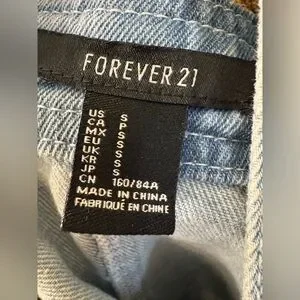 FOREVER 21
US S
CA P
MX S
EU S
UK S
KR S
JP S
CN 160/84A
MADE IN CHINA
FABRIQUÉ EN CHINE